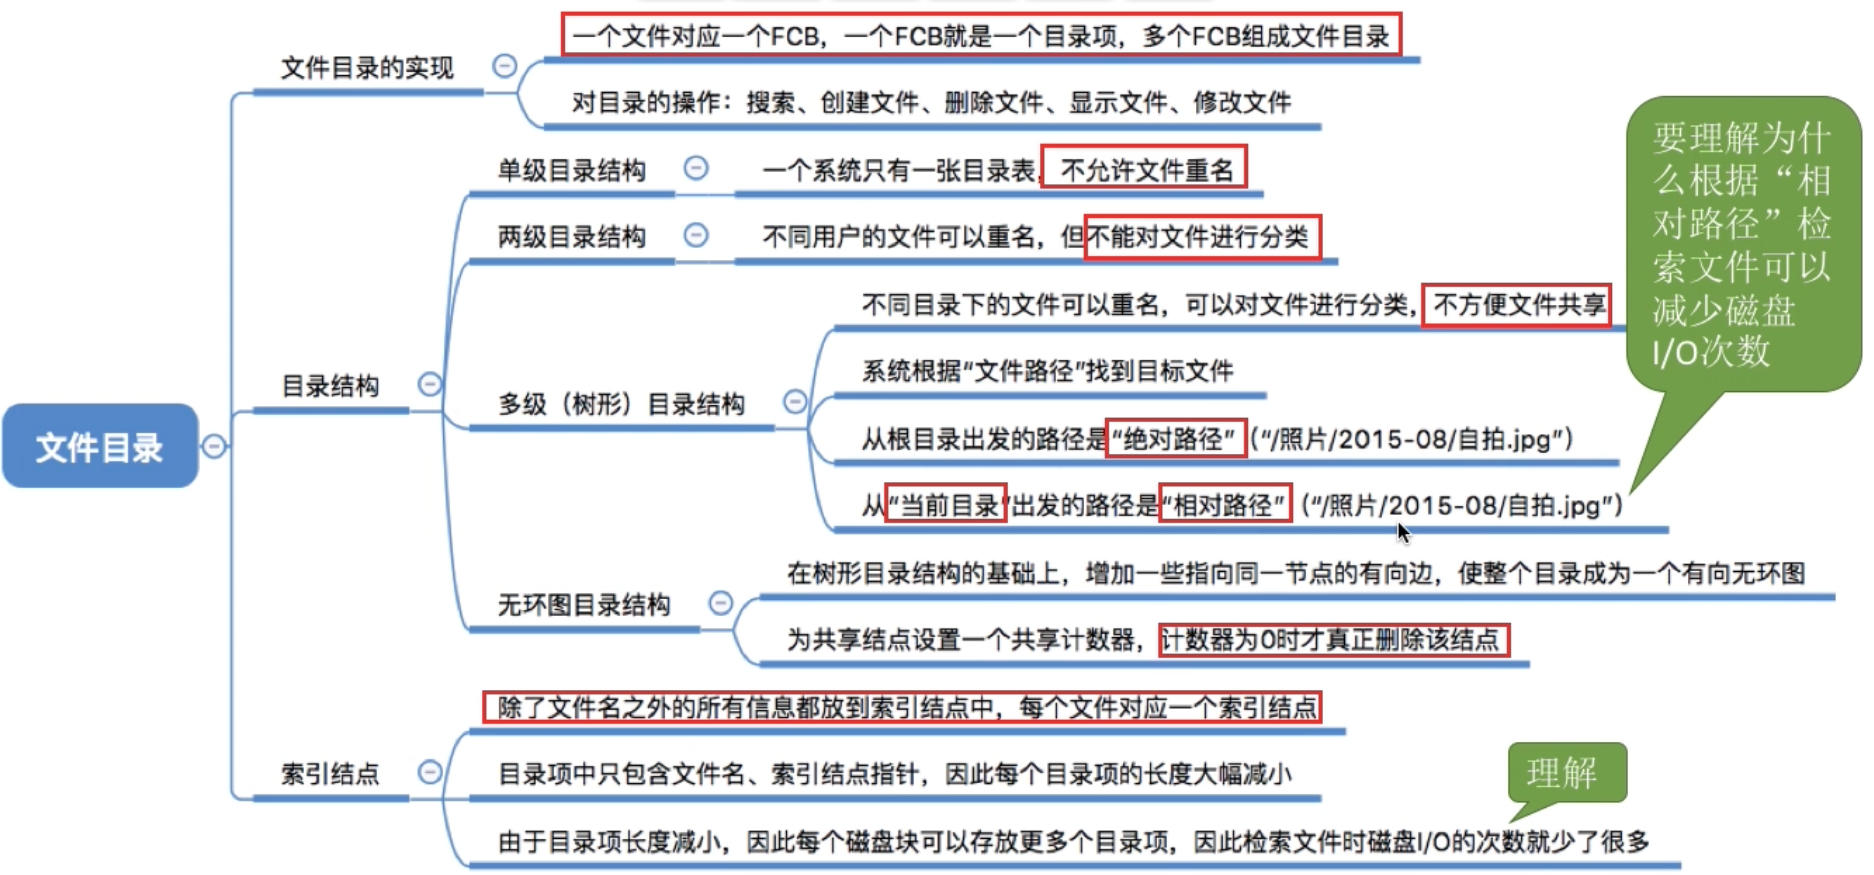 一个文件对应一个FCB，一个FCB就是一个目录项，多个FCB组成文件目录
文件目录的实现
对目录的操作：搜索、创建文件、删除文件、显示文件、修改文件
单级目录结构
一个系统只有一张目录表，不允许文件重名
两级目录结构
不同用户的文件可以重名，但不能对文件进行分类
不同目录下的文件可以重名，可以对文件进行分类，不方便文件共享
系统根据“文件路径”找到目标文件
目录结构
多级（树形）目录结构
从根目录出发的路径是“绝对路径”（“/照片/2015-08/自拍.jpg”）
从“当前目录”出发的路径是“相对路径”（“/照片/2015-08/自拍.jpg”）
要理解为什
么根据“相
对路径”检
索文件可以
减少磁盘
I/O次数
文件目录
在树形目录结构的基础上，增加一些指向同一节点的有向边，使整个目录成为一个有向无环图
无环图目录结构
为共享结点设置一个共享计数器，计数器为0时才真正删除该结点
除了文件名之外的所有信息都放到索引结点中，每个文件对应一个索引结点
索引结点
目录项中只包含文件名、索引结点指针，因此每个目录项的长度大幅减小
理解
由于目录项长度减小，因此每个磁盘块可以存放更多个目录项，因此检索文件时磁盘I/O的次数就少了很多